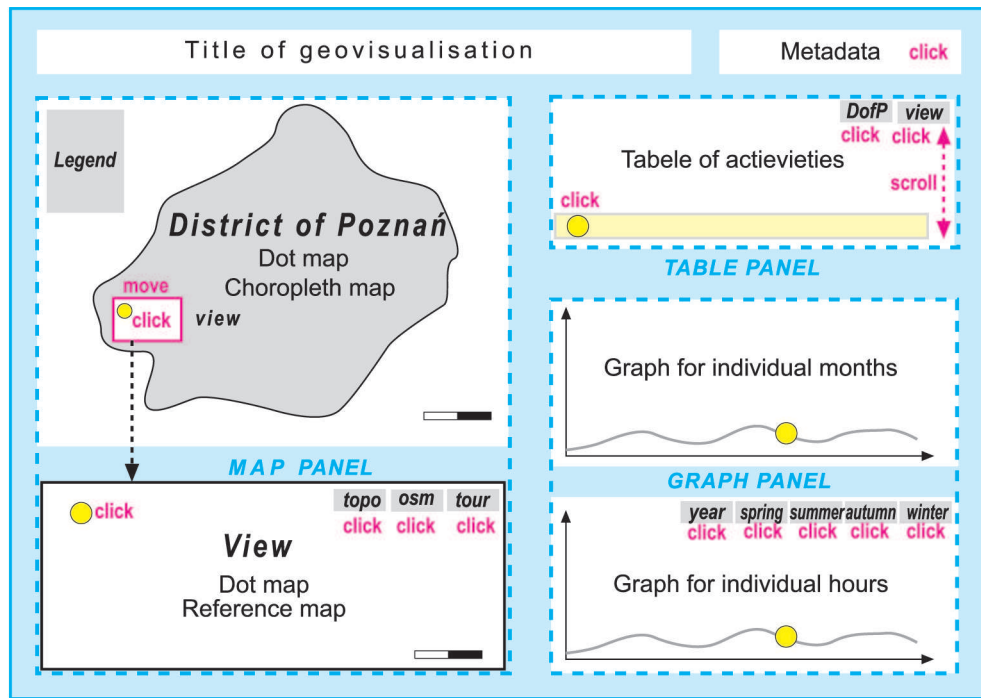 Title of geovisualisation
Metadata click
Legend
District of Poznań
Dot map
Choropleth map
move
click
view
MAP PANEL
click
topo osm tour
click click click
View
Dot map
Reference map
DofP view
click click
Tabele of actievieties
scroll
click
TABLE PANEL
Graph for individual months
GRAPH PANEL
year spring summer autumn winter
click click click click click
Graph for individual hours